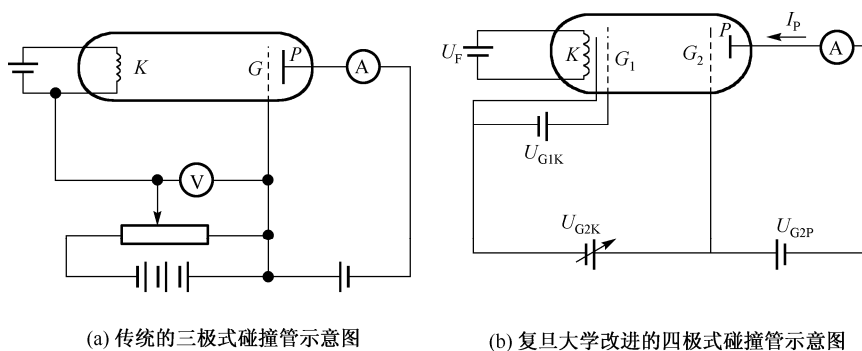 K
G
P
A
V
(a) 传统的三极式碰撞管示意图
U_F
K
G_1
G_2
P
I_P
A
U_G1K
U_G2K
U_G2P
(b) 复旦大学改进的四极式碰撞管示意图